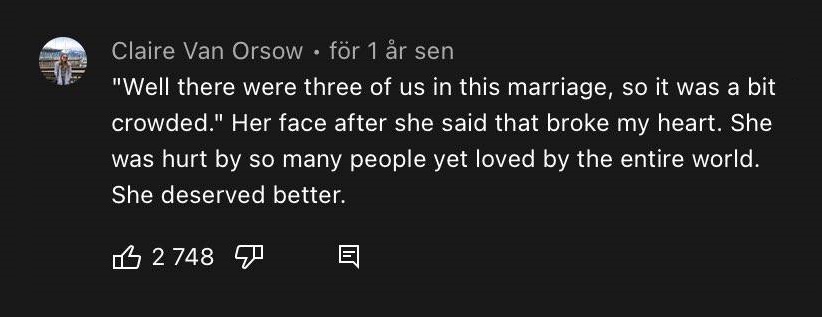 Claire Van Orsow • för 1 år sen
"Well there were three of us in this marriage, so it was a bit
crowded." Her face after she said that broke my heart. She
was hurt by so many people yet loved by the entire world.
She deserved better.
2 748